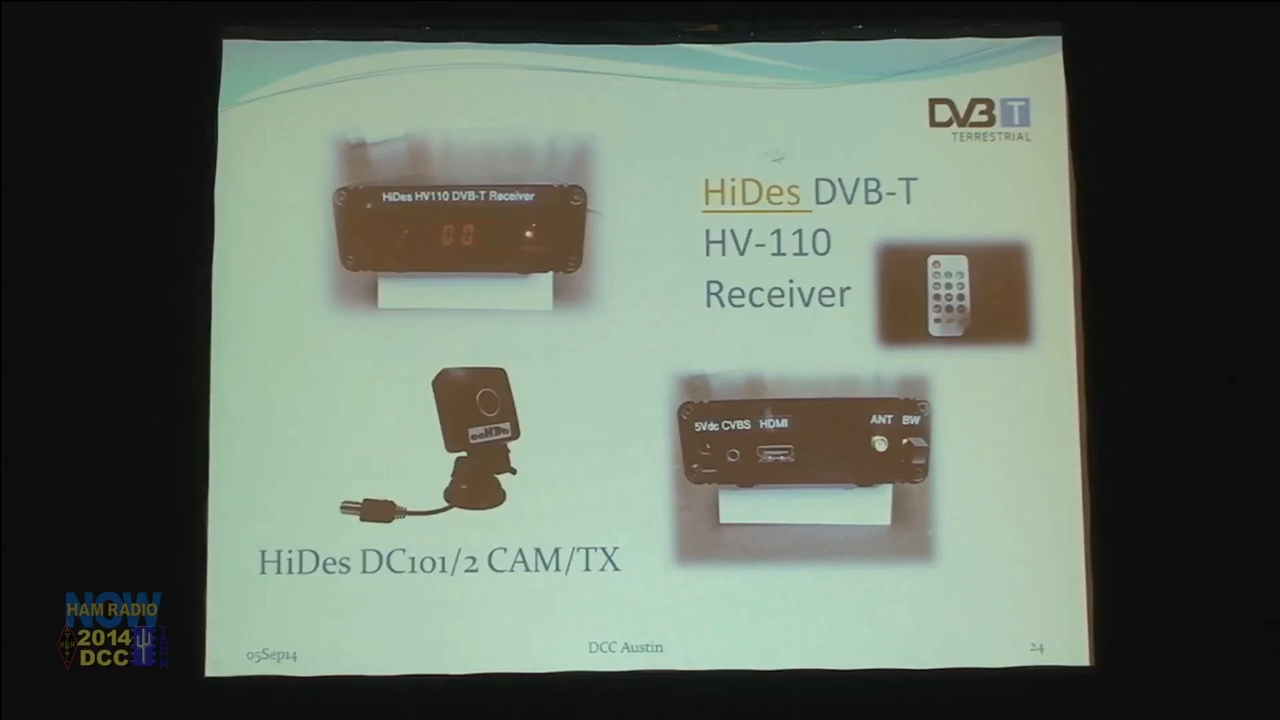 DVB T
TERRESTRIAL
HiDes HV110 DVB-T Receiver
00
HiDes DVB-T
HV-110
Receiver
5Vdc CVBS HDMI ANT BW
HiDes DC101/2 CAM/TX
05Sep14
DCC Austin
24
NOW
HAM RADIO
2014
DCC